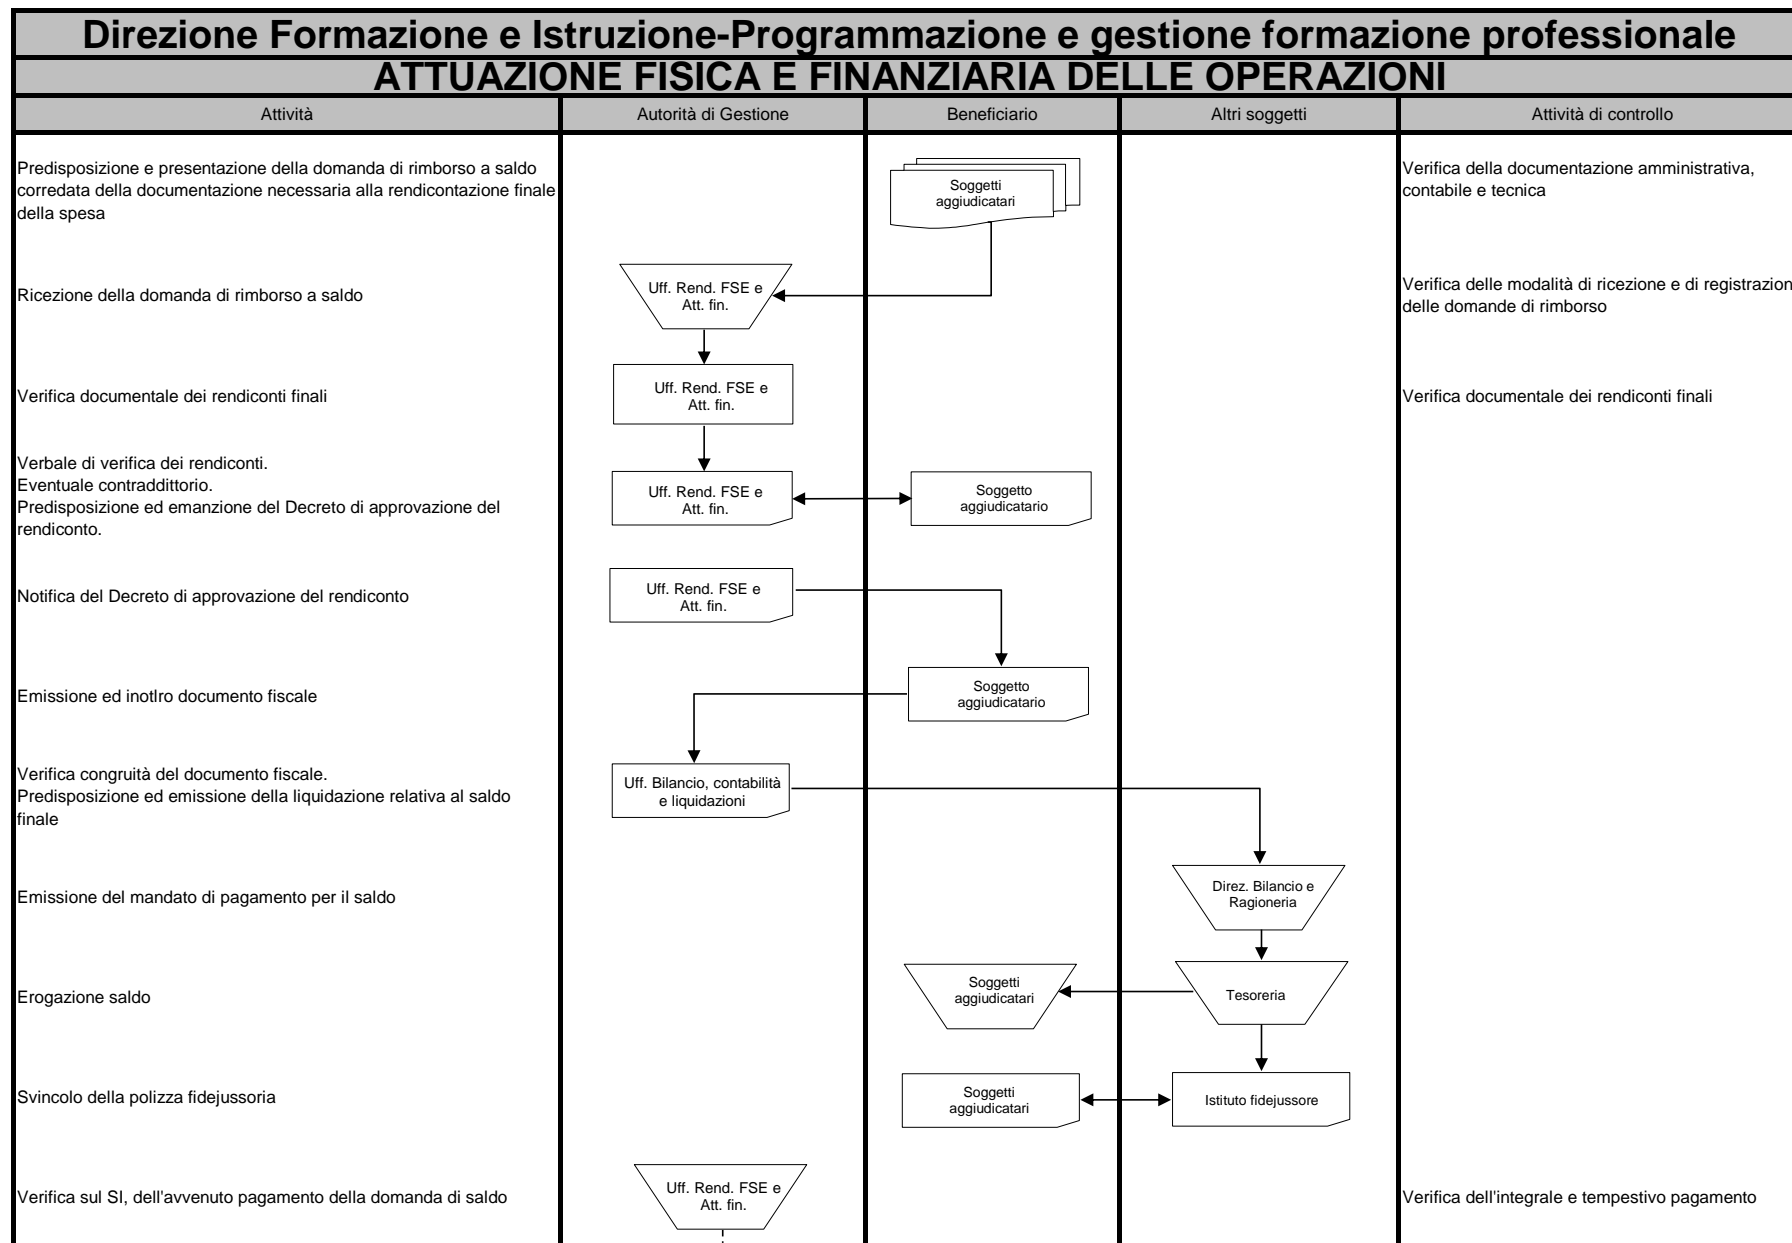 Direzione Formazione e Istruzione-Programmazione e gestione formazione professionale
ATTUAZIONE FISICA E FINANZIARIA DELLE OPERAZIONI
Attività
Autorità di Gestione
Beneficiario
Altri soggetti
Attività di controllo
Predisposizione e presentazione della domanda di rimborso a saldo
corredata della documentazione necessaria alla rendicontazione finale
della spesa
Soggetti
aggiudicatari
Verifica della documentazione amministrativa,
contabile e tecnica
Ricezione della domanda di rimborso a saldo
Uff. Rend. FSE e
Att. fin.
Verifica delle modalità di ricezione e di registrazion
delle domande di rimborso
Verifica documentale dei rendiconti finali
Uff. Rend. FSE e
Att. fin.
Verifica documentale dei rendiconti finali
Verbale di verifica dei rendiconti.
Eventuale contraddittorio.
Predisposizione ed emanzione del Decreto di approvazione del
rendiconto.
Uff. Rend. FSE e
Att. fin.
Soggetto
aggiudicatario
Notifica del Decreto di approvazione del rendiconto
Uff. Rend. FSE e
Att. fin.
Emissione ed inotlro documento fiscale
Soggetto
aggiudicatario
Verifica congruità del documento fiscale.
Predisposizione ed emissione della liquidazione relativa al saldo
finale
Uff. Bilancio, contabilità
e liquidazioni
Emissione del mandato di pagamento per il saldo
Direz. Bilancio e
Ragioneria
Erogazione saldo
Soggetti
aggiudicatari
Tesoreria
Svincolo della polizza fidejussoria
Soggetti
aggiudicatari
Istituto fidejussore
Verifica sul SI, dell'avvenuto pagamento della domanda di saldo
Uff. Rend. FSE e
Att. fin.
Verifica dell'integrale e tempestivo pagamento